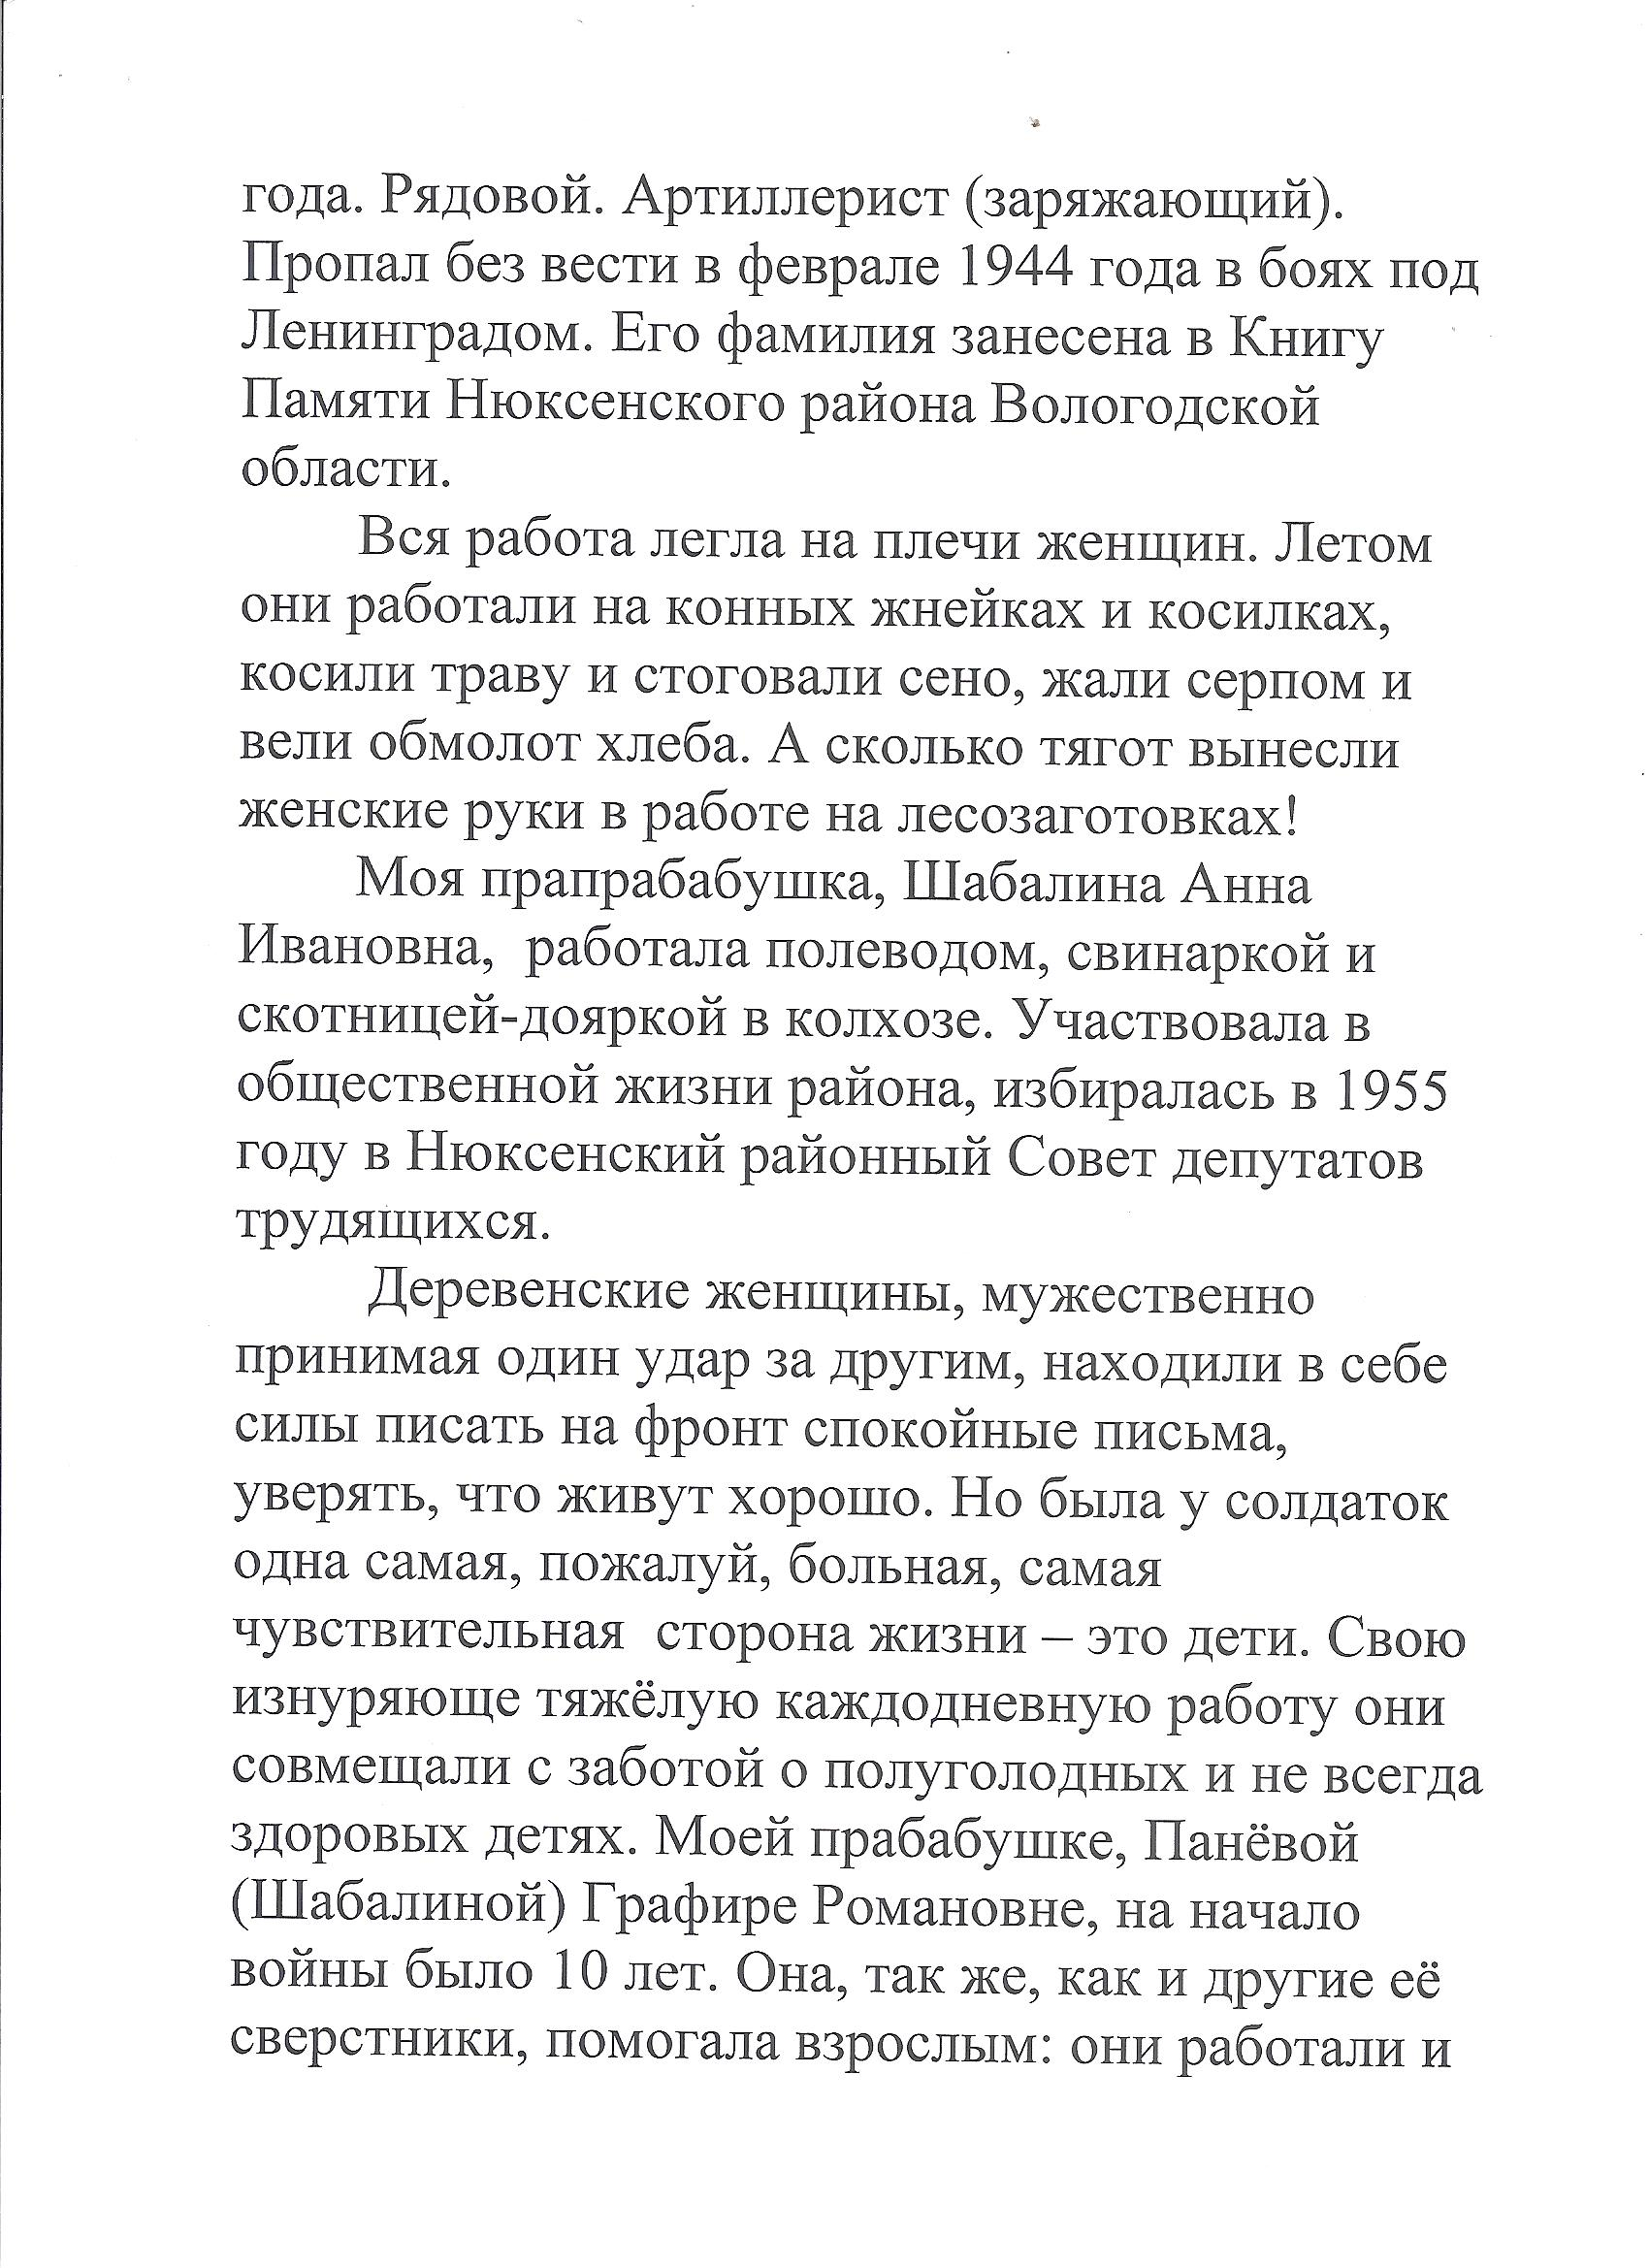 года. Рядовой. Артиллерист (заряжающий).
Пропал без вести в феврале 1944 года в боях под
Ленинградом. Его фамилия занесена в Книгу
Памяти Нюксенского района Вологодской
области.
Вся работа легла на плечи женщин. Летом
они работали на конных жнейках и косилках,
косили траву и стоговали сено, жали серпом и
вели обмолот хлеба. А сколько тягот вынесли
женские руки в работе на лесозаготовках!
Моя прапрабабушка, Шабалина Анна
Ивановна,  работала полеводом, свинаркой и
скотницей-дояркой в колхозе. Участвовала в
общественной жизни района, избиралась в 1955
году в Нюксенский районный Совет депутатов
трудящихся.
Деревенские женщины, мужественно
принимая один удар за другим, находили в себе
силы писать на фронт спокойные письма,
уверять, что живут хорошо. Но была у солдаток
одна самая, пожалуй, больная, самая
чувствительная  сторона жизни – это дети. Свою
изнуряюще тяжёлую каждодневную работу они
совмещали с заботой о полуголодных и не всегда
здоровых детях. Моей прабабушке, Панёвой
(Шабалиной) Графире Романовне, на начало
войны было 10 лет. Она, так же, как и другие её
сверстники, помогала взрослым: они работали и